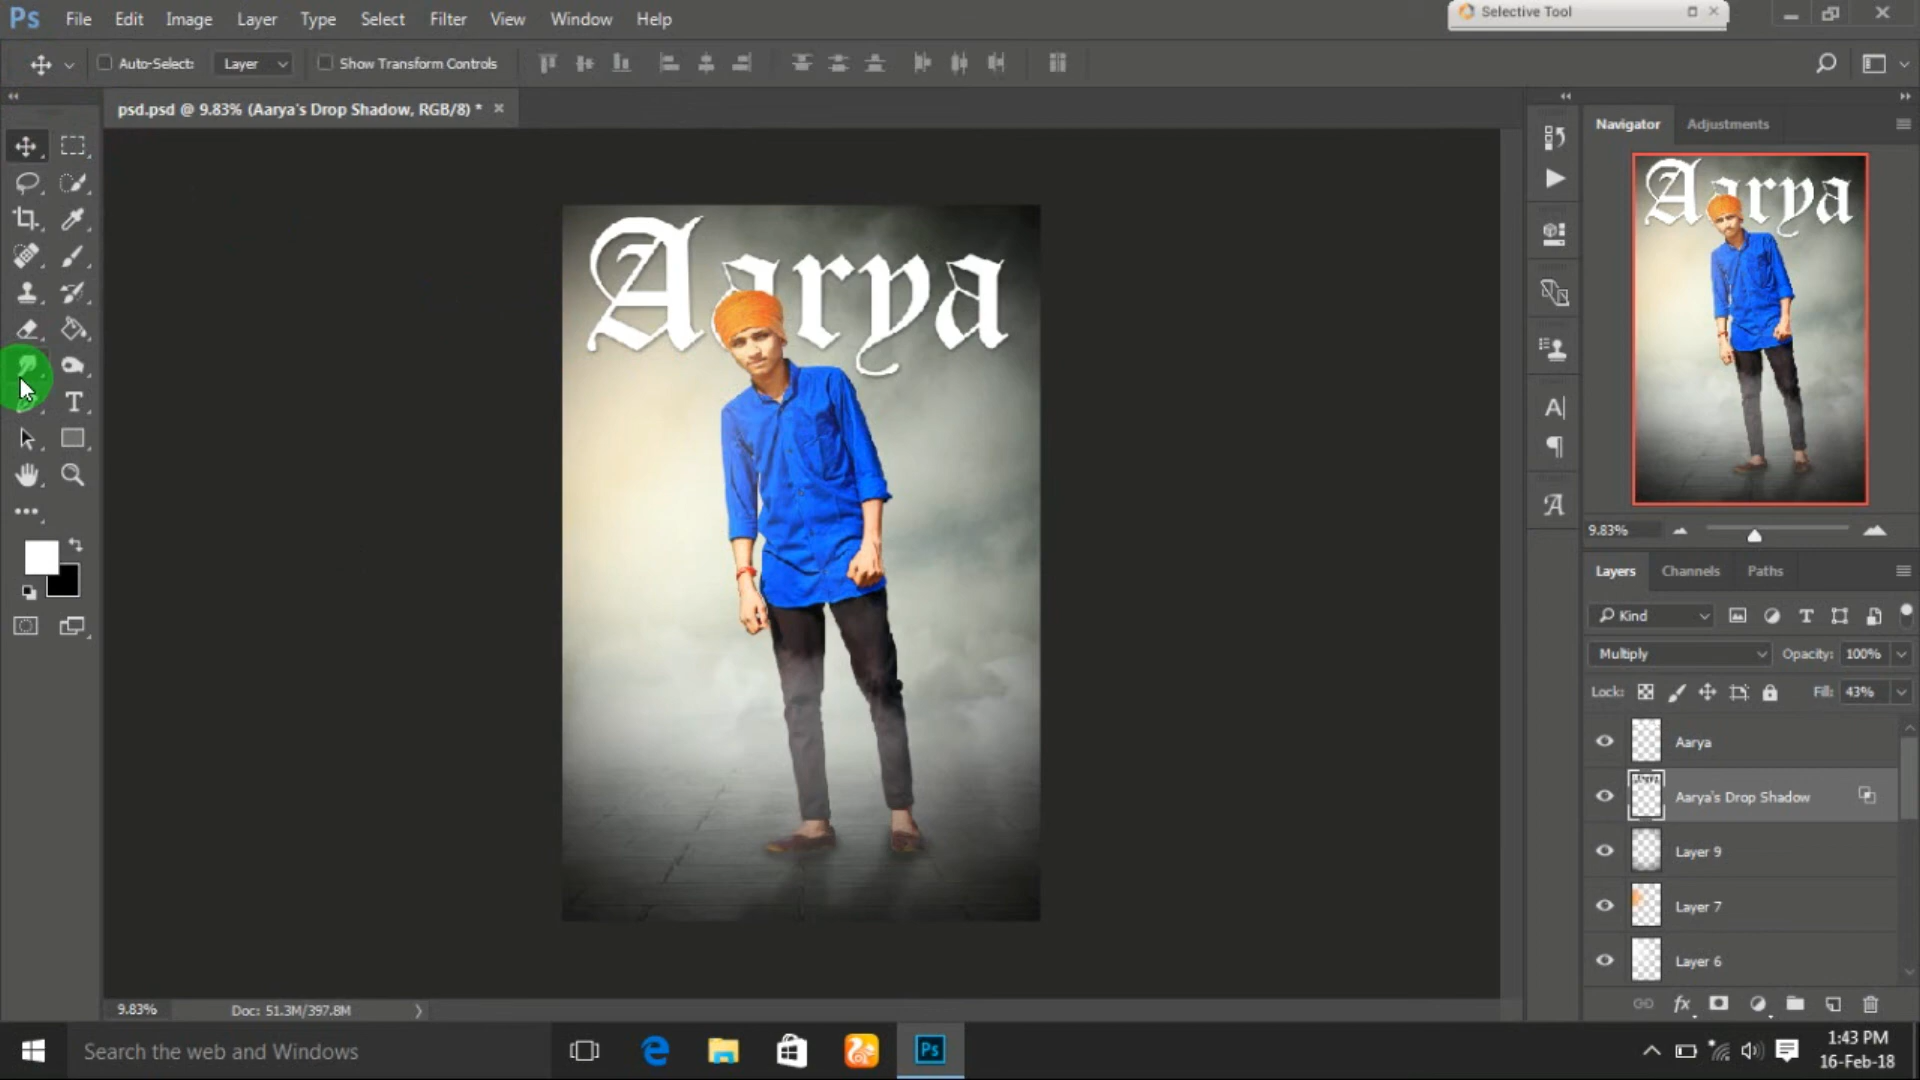 Ps File Edit Image Layer Type Select Filter View Window Help
Selective Tool
Auto-Select: Layer Show Transform Controls
psd.psd @ 9.83% (Aarya's Drop Shadow, RGB/8) *
Navigator Adjustments
Aarya
Aarya
9.83%
Layers Channels Paths
Kind
Multiply Opacity: 100%
Lock: Fill: 43%
Aarya
Aarya's Drop Shadow
Layer 9
Layer 7
Layer 6
fx
9.83% Doc: 51.3M/397.8M
Search the web and Windows
Ps
1:43 PM
16-Feb-18